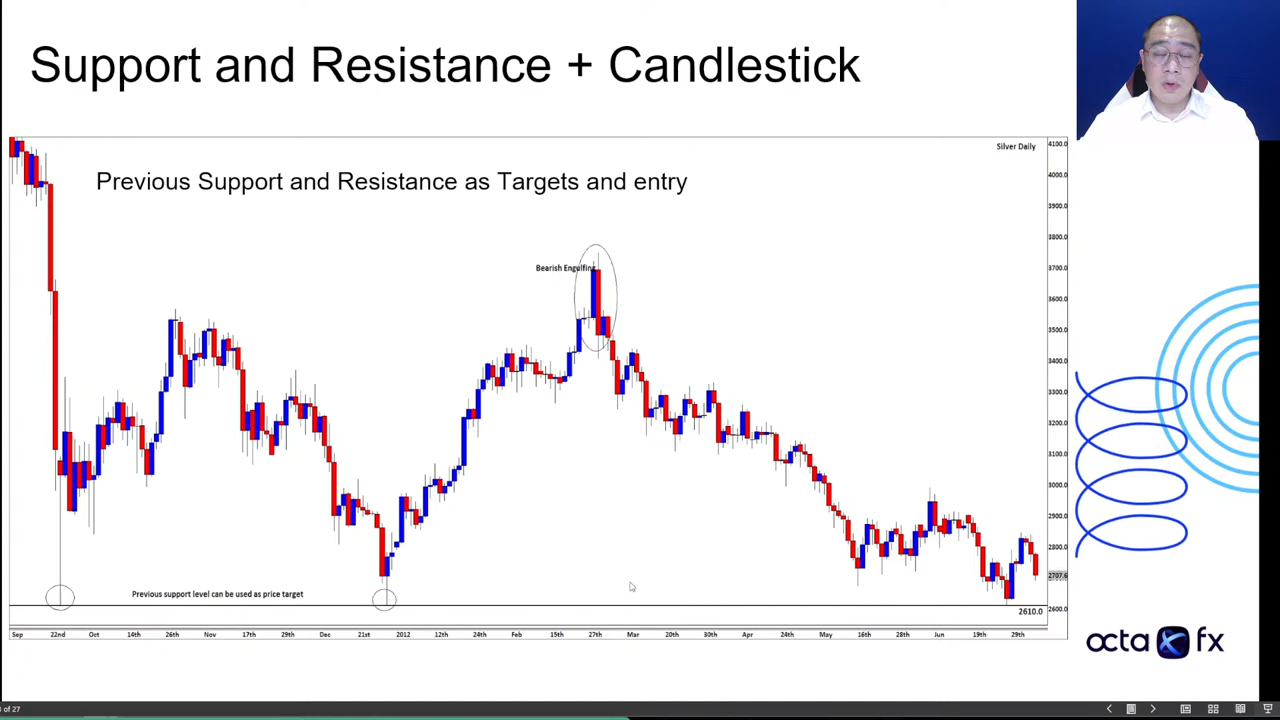 Support and Resistance + Candlestick
Silver Daily
Previous Support and Resistance as Targets and entry
Bearish Engulfing
4100.0
4000.0
3900.0
3800.0
3700.0
3600.0
3500.0
3400.0
3300.0
3200.0
3100.0
3000.0
2900.0
2800.0
2707.6
2600.0
Previous support level can be used as price target
2610.0
Sep 22nd Oct 14th 26th Nov 17th 29th Dec 21st 2012 12th 24th Feb 15th 27th Mar 20th 30th Apr 24th May 16th 28th Jun 19th 29th
octa fx
of 27